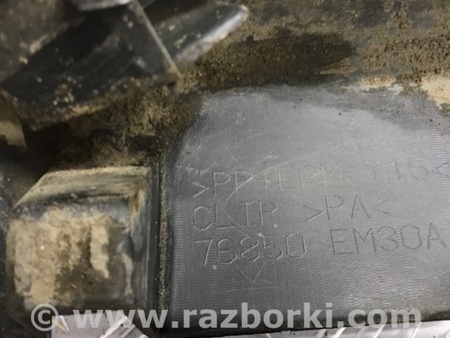 >PP+EPM-T15<
CLIP >PA<
76850 EM30A
© - www.razborki.com